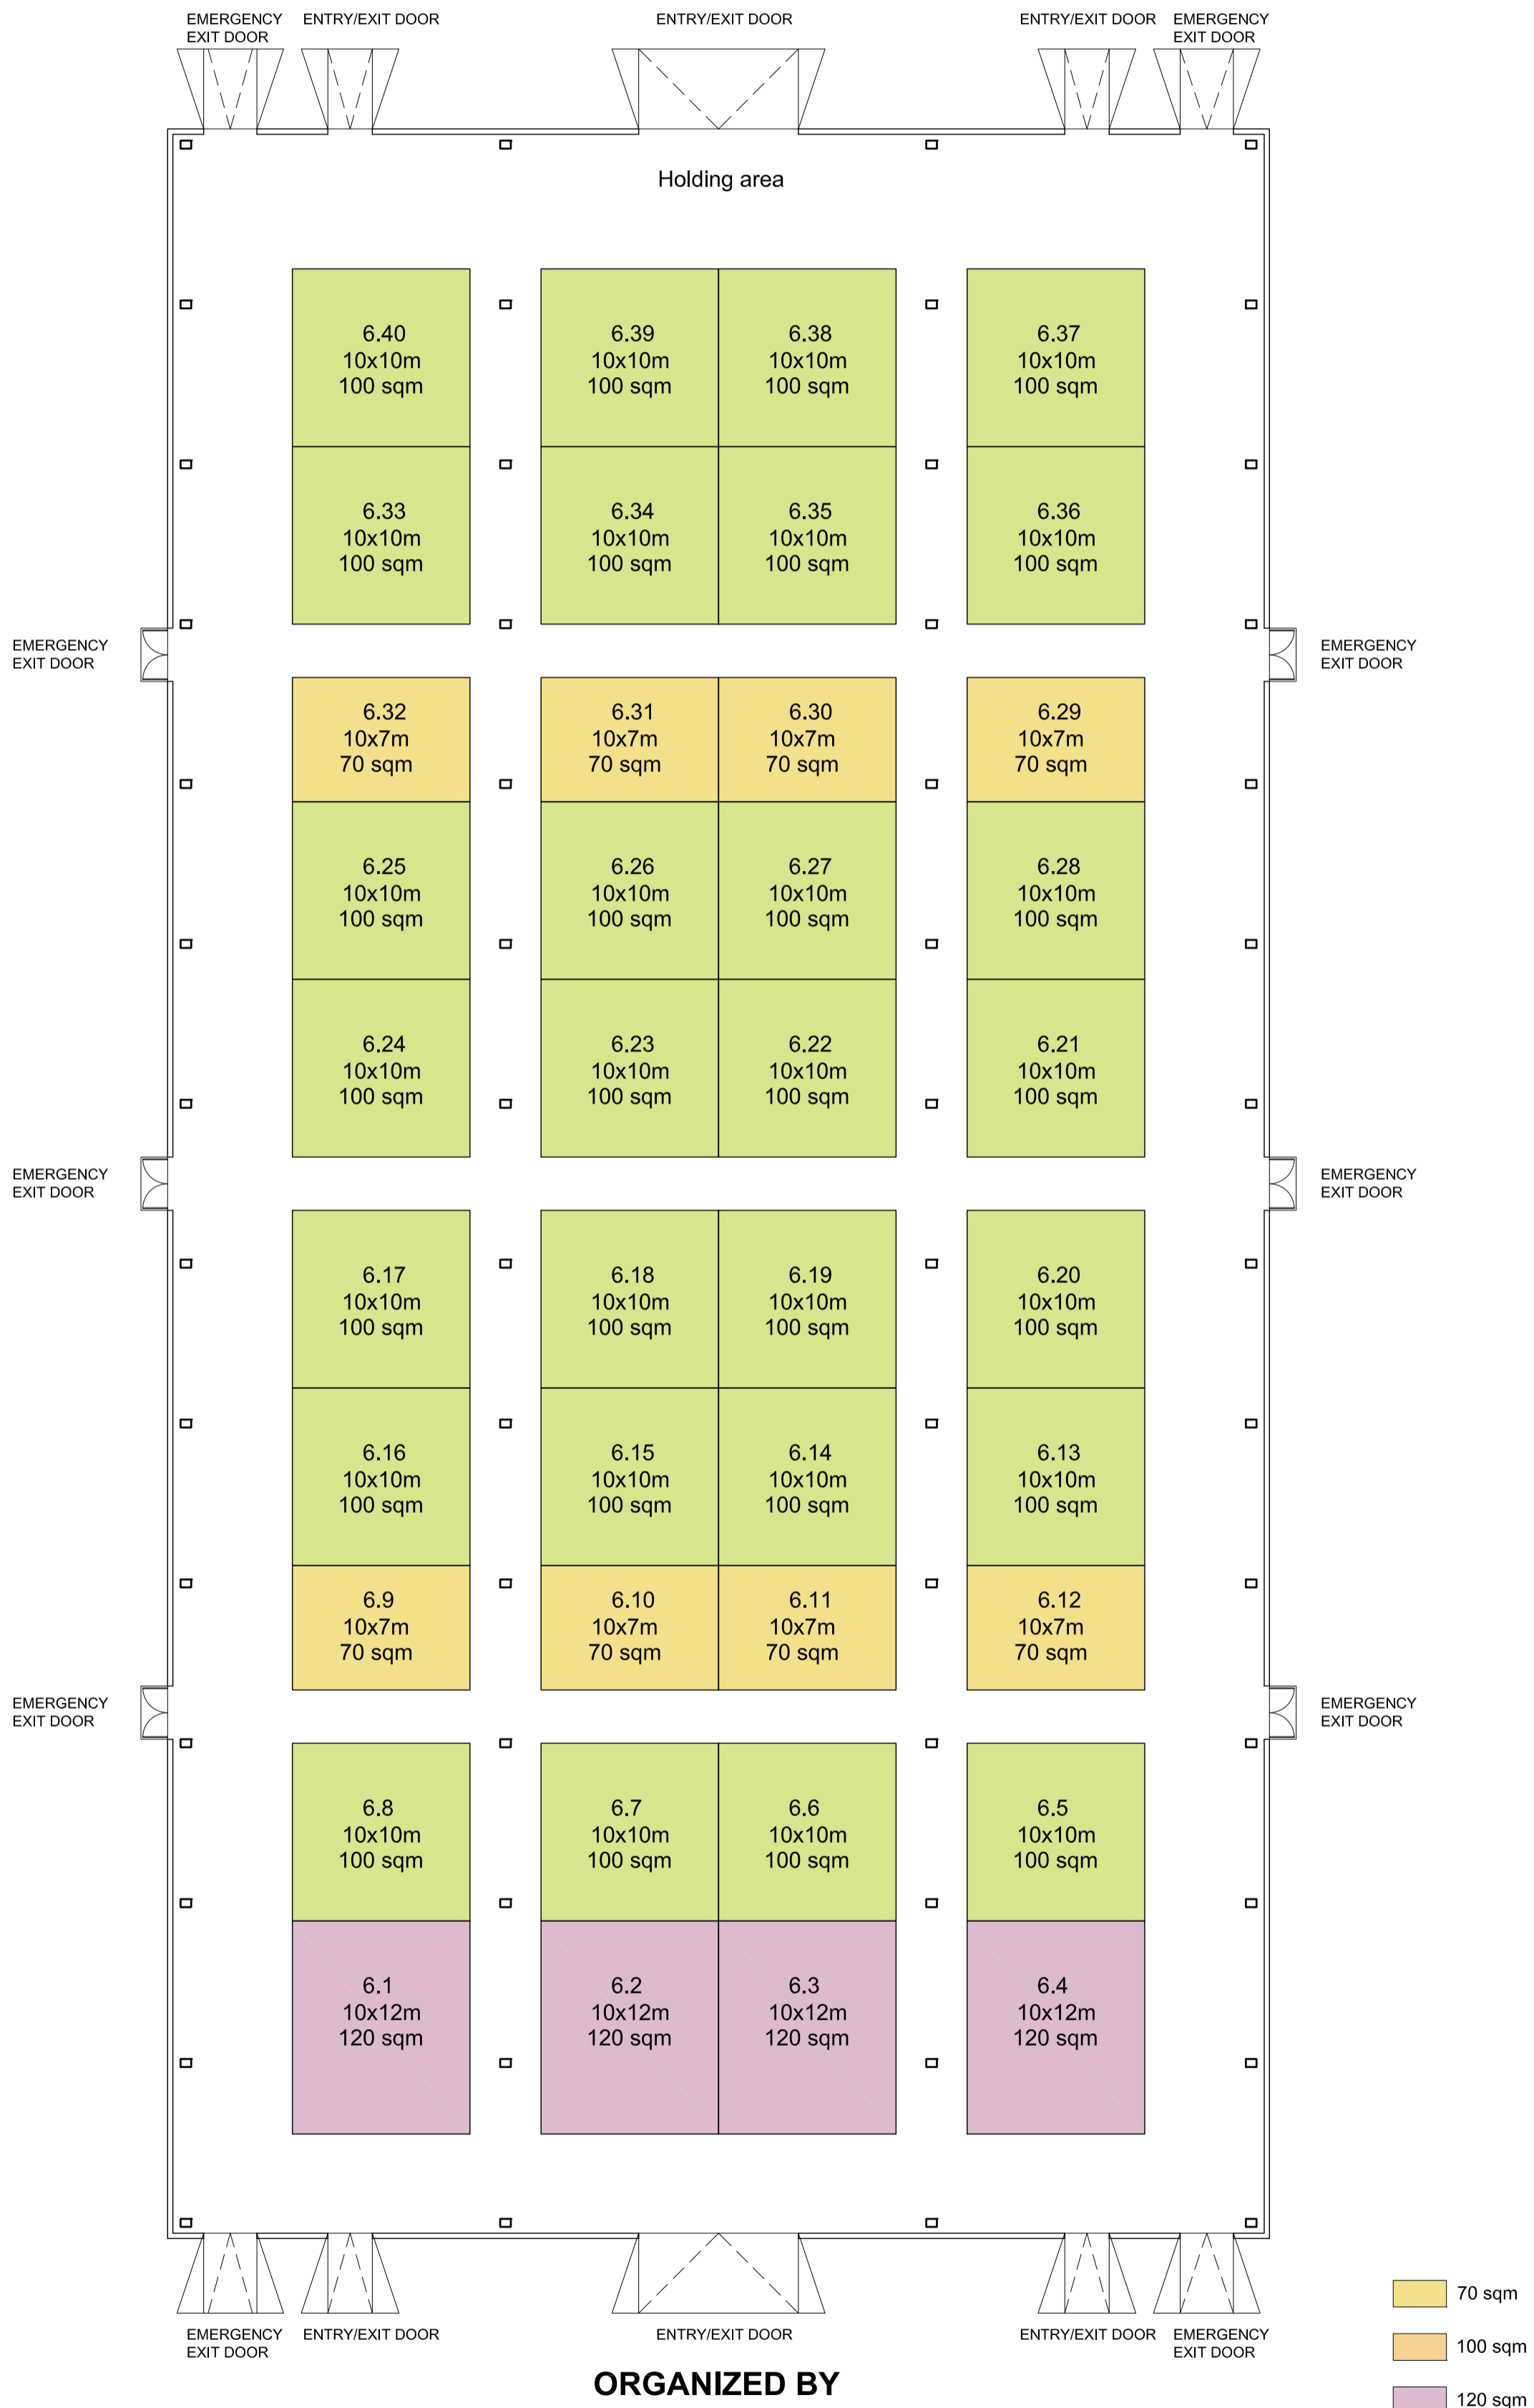 EMERGENCY
EXIT DOOR
ENTRY/EXIT DOOR
ENTRY/EXIT DOOR
ENTRY/EXIT DOOR
EMERGENCY
EXIT DOOR
Holding area
6.40
10x10m
100 sqm
6.39
10x10m
100 sqm
6.38
10x10m
100 sqm
6.37
10x10m
100 sqm
6.33
10x10m
100 sqm
6.34
10x10m
100 sqm
6.35
10x10m
100 sqm
6.36
10x10m
100 sqm
EMERGENCY
EXIT DOOR
EMERGENCY
EXIT DOOR
6.32
10x7m
70 sqm
6.31
10x7m
70 sqm
6.30
10x7m
70 sqm
6.29
10x7m
70 sqm
6.25
10x10m
100 sqm
6.26
10x10m
100 sqm
6.27
10x10m
100 sqm
6.28
10x10m
100 sqm
6.24
10x10m
100 sqm
6.23
10x10m
100 sqm
6.22
10x10m
100 sqm
6.21
10x10m
100 sqm
EMERGENCY
EXIT DOOR
EMERGENCY
EXIT DOOR
6.17
10x10m
100 sqm
6.18
10x10m
100 sqm
6.19
10x10m
100 sqm
6.20
10x10m
100 sqm
6.16
10x10m
100 sqm
6.15
10x10m
100 sqm
6.14
10x10m
100 sqm
6.13
10x10m
100 sqm
6.9
10x7m
70 sqm
6.10
10x7m
70 sqm
6.11
10x7m
70 sqm
6.12
10x7m
70 sqm
EMERGENCY
EXIT DOOR
EMERGENCY
EXIT DOOR
6.8
10x10m
100 sqm
6.7
10x10m
100 sqm
6.6
10x10m
100 sqm
6.5
10x10m
100 sqm
6.1
10x12m
120 sqm
6.2
10x12m
120 sqm
6.3
10x12m
120 sqm
6.4
10x12m
120 sqm
EMERGENCY
EXIT DOOR
ENTRY/EXIT DOOR
ENTRY/EXIT DOOR
ENTRY/EXIT DOOR
EMERGENCY
EXIT DOOR
70 sqm
100 sqm
120 sqm
ORGANIZED BY